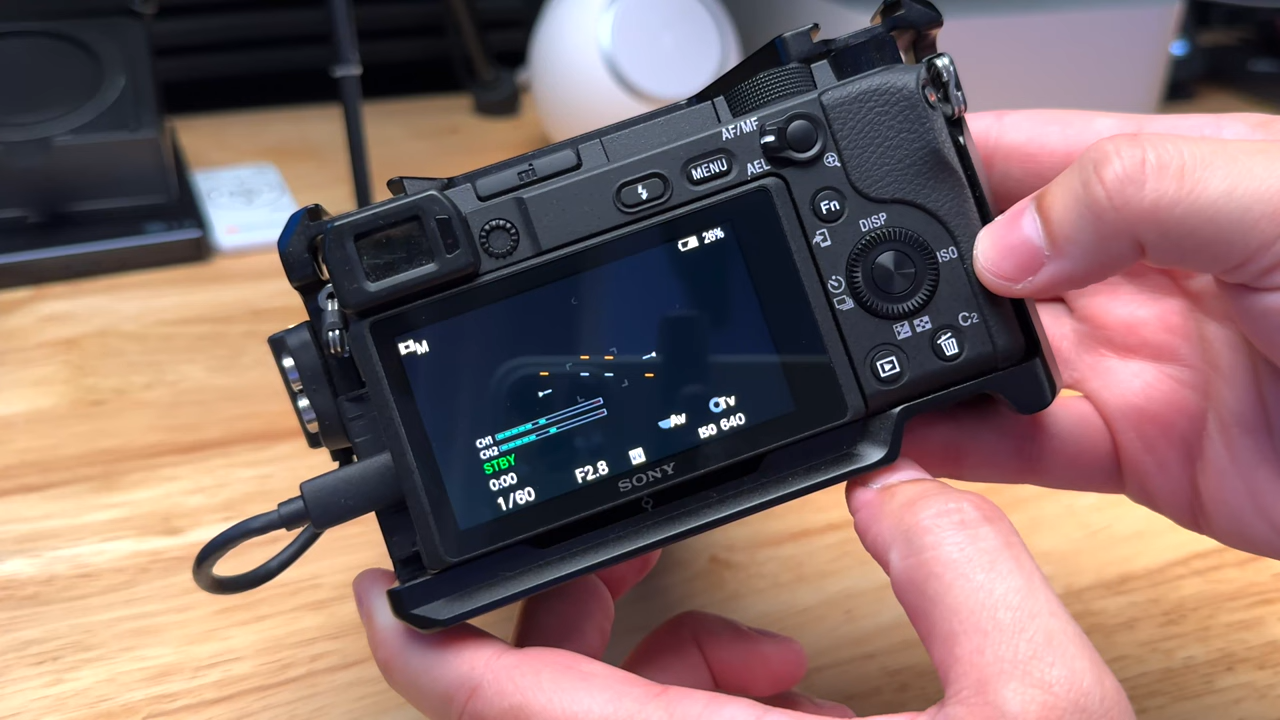 AF/MF
MENU
AEL
Fn
DISP
ISO
C2
26%
M
CH1
CH2
STBY
0:00
1/60
F2.8
Av
Tv
ISO 640
SONY